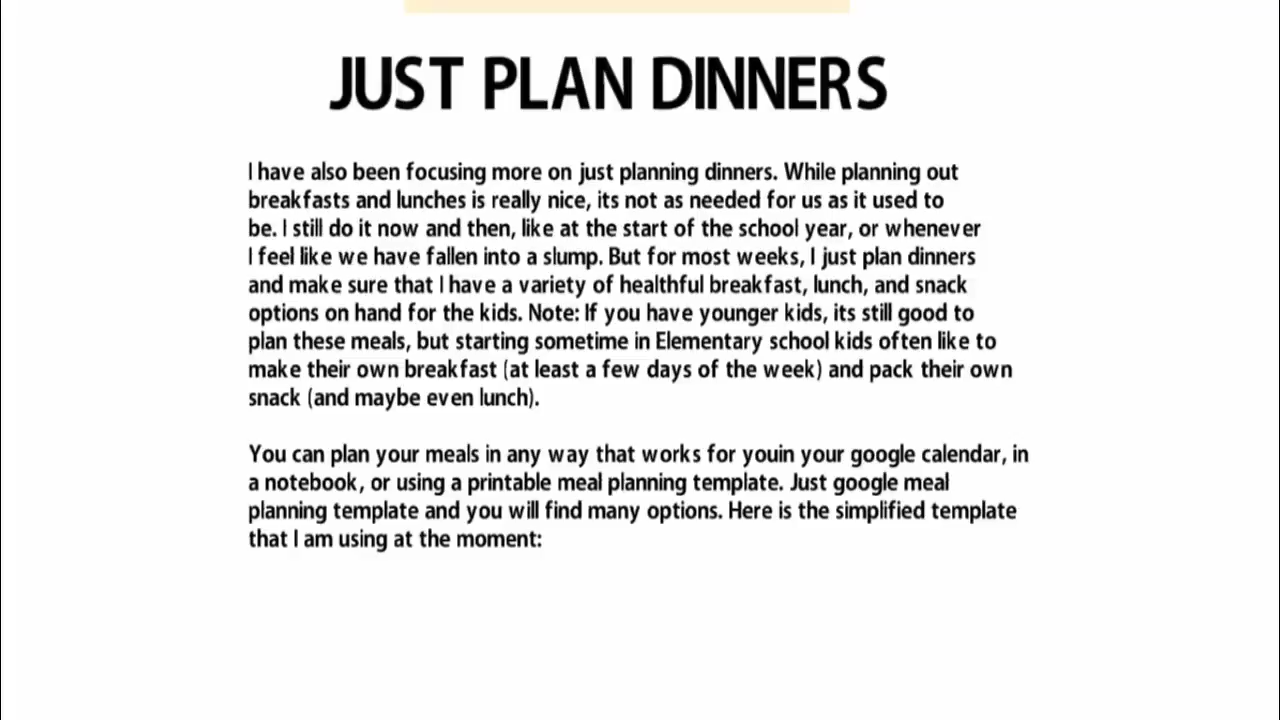 JUST PLAN DINNERS
I have also been focusing more on just planning dinners. While planning out
breakfasts and lunches is really nice, its not as needed for us as it used to
be. I still do it now and then, like at the start of the school year, or whenever
I feel like we have fallen into a slump. But for most weeks, I just plan dinners
and make sure that I have a variety of healthful breakfast, lunch, and snack
options on hand for the kids. Note: If you have younger kids, its still good to
plan these meals, but starting sometime in Elementary school kids often like to
make their own breakfast (at least a few days of the week) and pack their own
snack (and maybe even lunch).
You can plan your meals in any way that works for youin your google calendar, in
a notebook, or using a printable meal planning template. Just google meal
planning template and you will find many options. Here is the simplified template
that I am using at the moment: